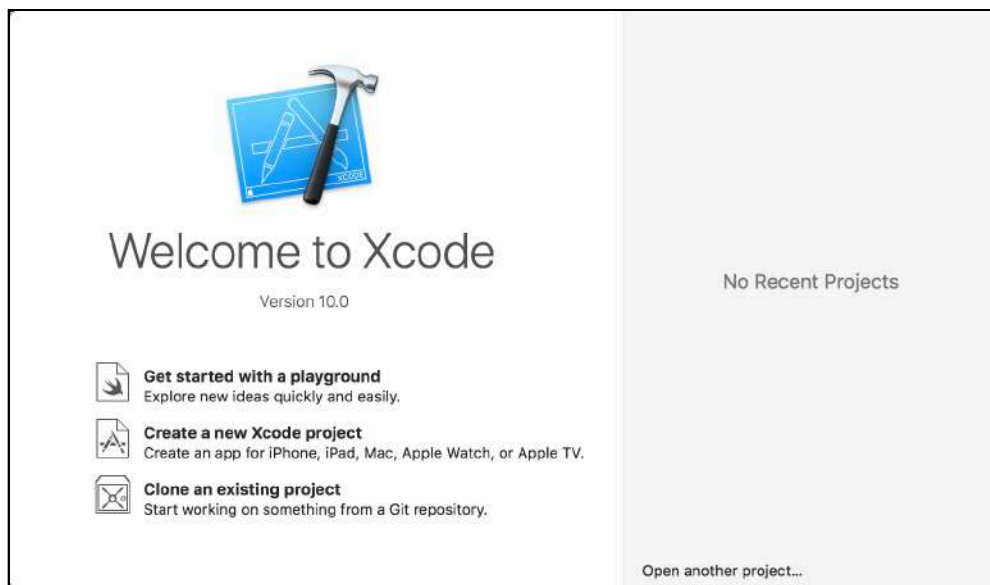 XCODE
Welcome to Xcode
Version 10.0
Get started with a playground
Explore new ideas quickly and easily.
Create a new Xcode project
Create an app for iPhone, iPad, Mac, Apple Watch, or Apple TV.
Clone an existing project
Start working on something from a Git repository.
No Recent Projects
Open another project...